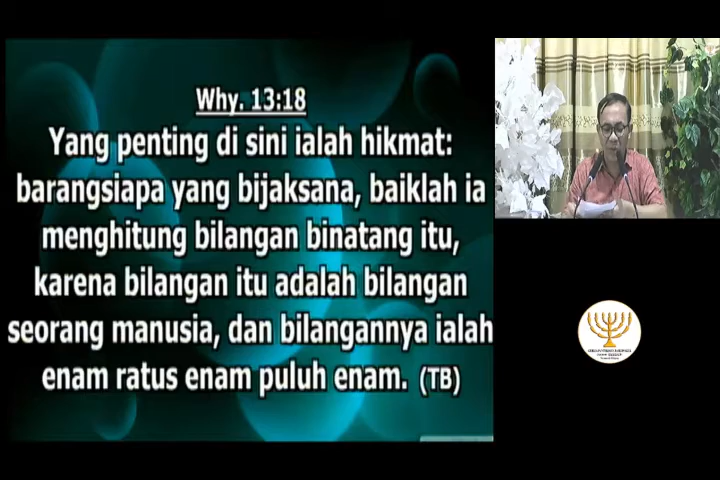 Why. 13:18
Yang penting di sini ialah hikmat:
barangsiapa yang bijaksana, baiklah ia
menghitung bilangan binatang itu,
karena bilangan itu adalah bilangan
seorang manusia, dan bilangannya ialah
enam ratus enam puluh enam. (TB)